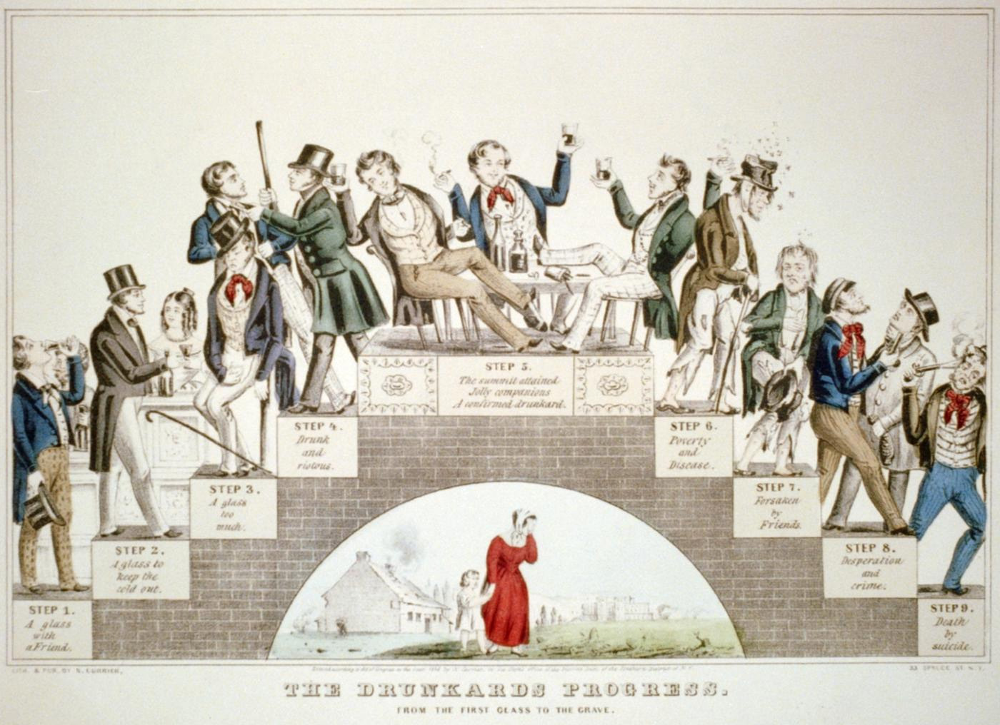 STEP 1.
A glass
with
a Friend.
STEP 2.
A glass to
keep the
cold out.
STEP 3.
A glass
too
much.
STEP 4.
Drunk
and
riotous.
STEP 5.
The summit attained
Jolly companions
A confirmed drunkard.
STEP 6.
Poverty
and
Disease.
STEP 7.
Forsaken
by
Friends.
STEP 8.
Desperation
and
crime.
STEP 9.
Death
by
suicide.
LITH. & PUB. BY N. CURRIER,
33 SPRUCE ST. N.Y.
THE DRUNKARDS PROGRESS.
FROM THE FIRST GLASS TO THE GRAVE.